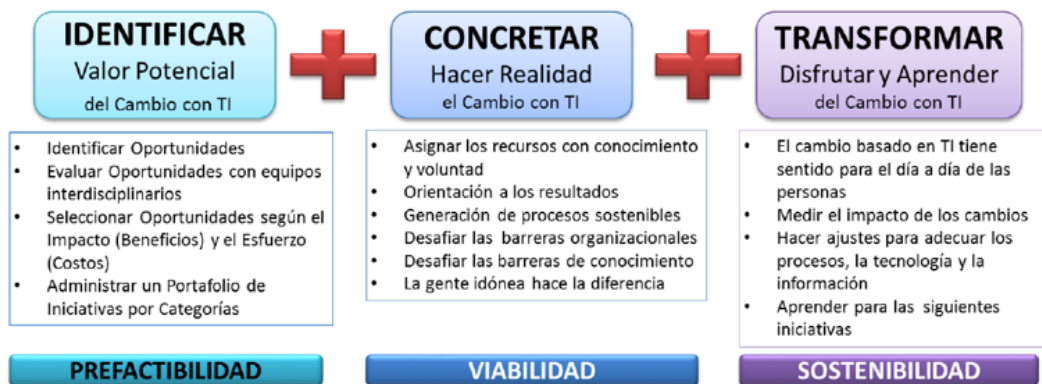 IDENTIFICAR
Valor Potencial
del Cambio con TI
CONCRETAR
Hacer Realidad
el Cambio con TI
TRANSFORMAR
Disfrutar y Aprender
del Cambio con TI
• Identificar Oportunidades
• Evaluar Oportunidades con equipos
interdisciplinarios
• Seleccionar Oportunidades según el
Impacto (Beneficios) y el Esfuerzo
(Costos)
• Administrar un Portafolio de
Iniciativas por Categorías
• Asignar los recursos con conocimiento
y voluntad
• Orientación a los resultados
• Generación de procesos sostenibles
• Desafiar las barreras organizacionales
• Desafiar las barreras de conocimiento
• La gente idónea hace la diferencia
• El cambio basado en TI tiene
sentido para el día a día de las
personas
• Medir el impacto de los cambios
• Hacer ajustes para adecuar los
procesos, la tecnología y la
información
• Aprender para las siguientes
iniciativas
PREFACTIBILIDAD
VIABILIDAD
SOSTENIBILIDAD